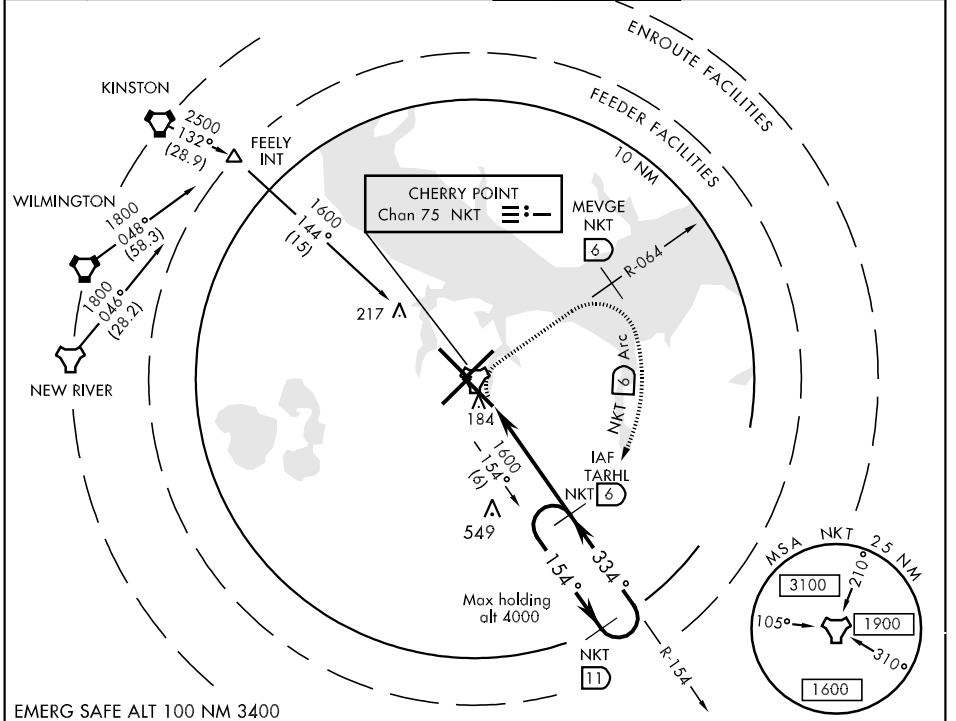 ENROUTE FACILITIES
FEEDER FACILITIES
10 NM
KINSTON
2500
132°
(28.9)
FEELY
INT
WILMINGTON
1800
048°
(58.3)
1600
144°
(15)
CHERRY POINT
Chan 75 NKT
MEVGE
NKT
6
R-064
1800
046°
(28.2)
NEW RIVER
217
184
NKT 6 Arc
1600
154°
(6)
IAF
TARHL
NKT 6
549
154°
334°
Max holding
alt 4000
NKT
11
R-154
MSA NKT 25 NM
3100
210°
105°
1900
310°
1600
EMERG SAFE ALT 100 NM 3400